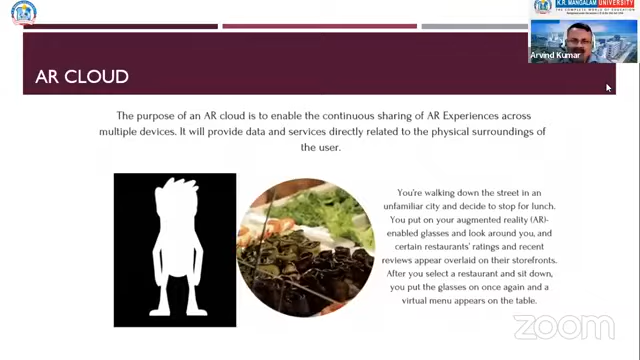 K.R. MANGALAM UNIVERSITY
THE COMPLETE WORLD OF EDUCATION
Arvind Kumar
AR CLOUD
The purpose of an AR cloud is to enable the continuous sharing of AR Experiences across
multiple devices. It will provide data and services directly related to the physical surroundings of
the user.
You're walking down the street in an
unfamiliar city and decide to stop for lunch.
You put on your augmented reality (AR)-
enabled glasses and look around you, and
certain restaurants' ratings and recent
reviews appear overlaid on their storefronts.
After you select a restaurant and sit down,
you put the glasses on once again and a
virtual menu appears on the table.
zoom